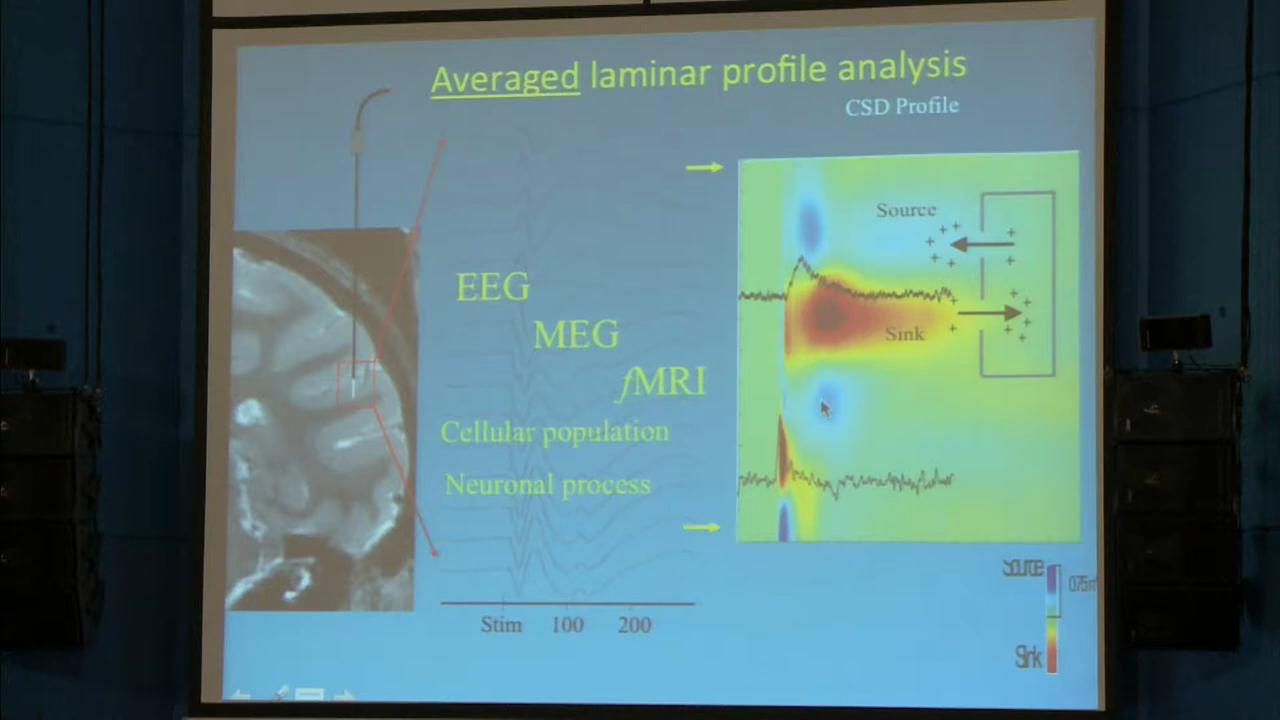 Averaged laminar profile analysis
CSD Profile
Source
EEG
MEG
Sink
fMRI
Cellular population
Neuronal process
Source
Stim 100 200
Sink